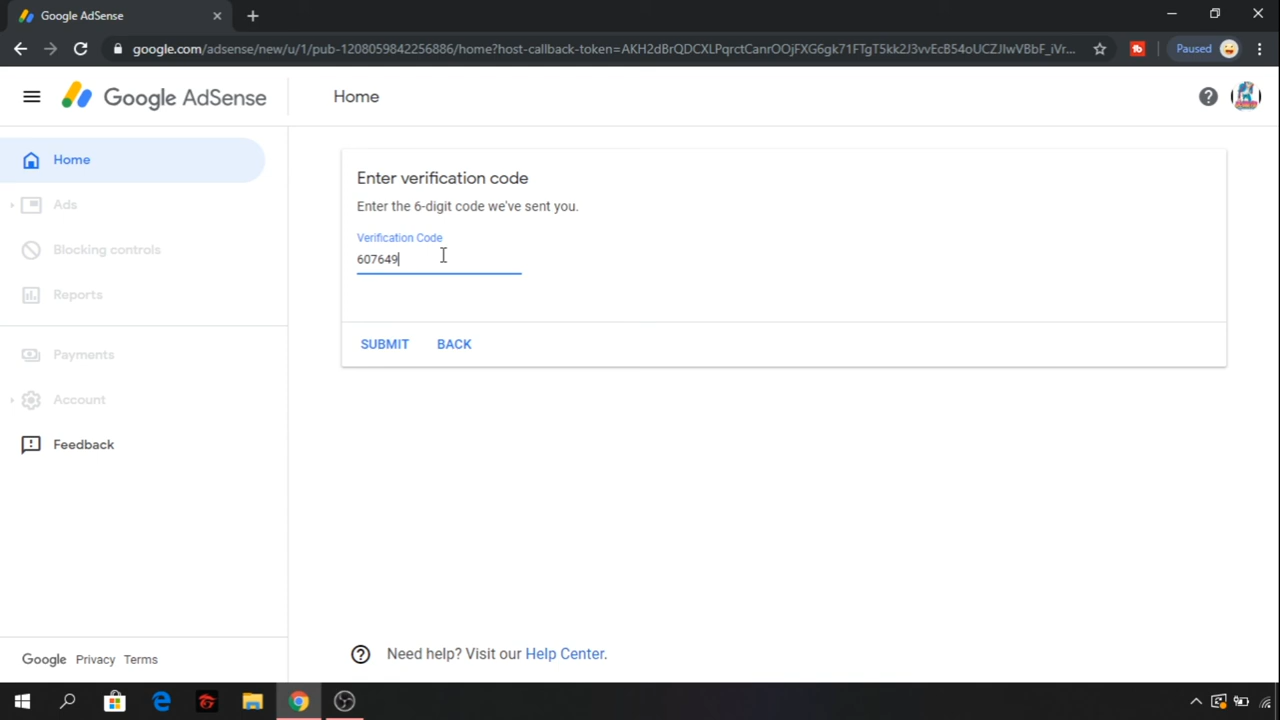 Google AdSense
google.com/adsense/new/u/1/pub-1208059842256886/home?host-callback-token=AKH2dBrQDCXLPqrctCanrOOjFXG6gk71FTgT5kk2J3vvEcB54oUCZJIwVBbF_iVr...
Paused
Google AdSense
Home
Home
Ads
Blocking controls
Reports
Payments
Account
Feedback
Enter verification code
Enter the 6-digit code we've sent you.
Verification Code
607649
SUBMIT BACK
Need help? Visit our Help Center.
Google Privacy Terms